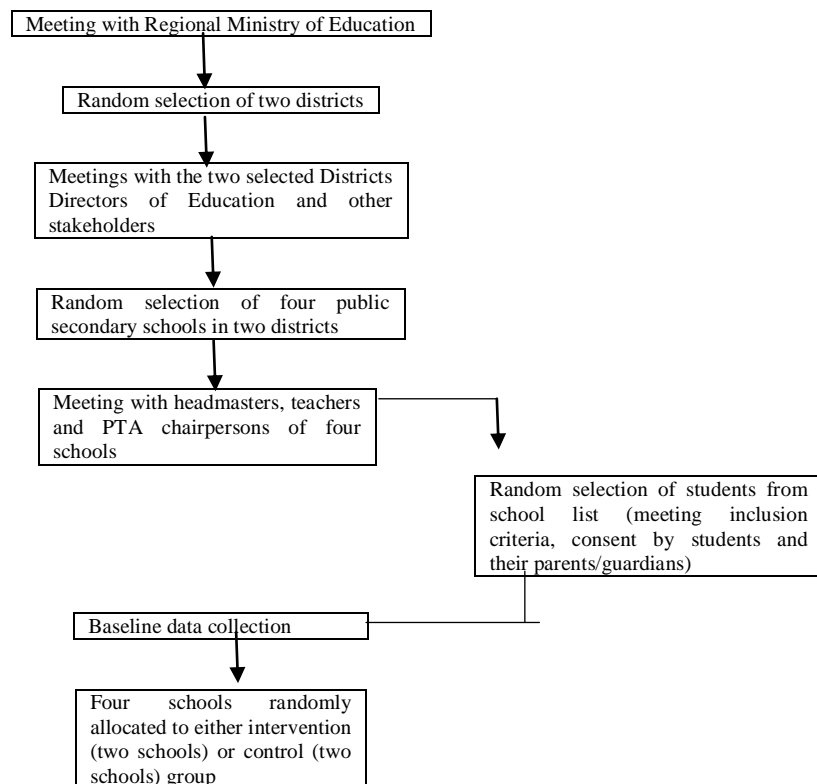 Meeting with Regional Ministry of Education
Random selection of two districts
Meetings with the two selected Districts
Directors of Education and other
stakeholders
Random selection of four public
secondary schools in two districts
Meeting with headmasters, teachers
and PTA chairpersons of four
schools
Random selection of students from
school list (meeting inclusion
criteria, consent by students and
their parents/guardians)
Baseline data collection
Four schools randomly
allocated to either intervention
(two schools) or control (two
schools) group